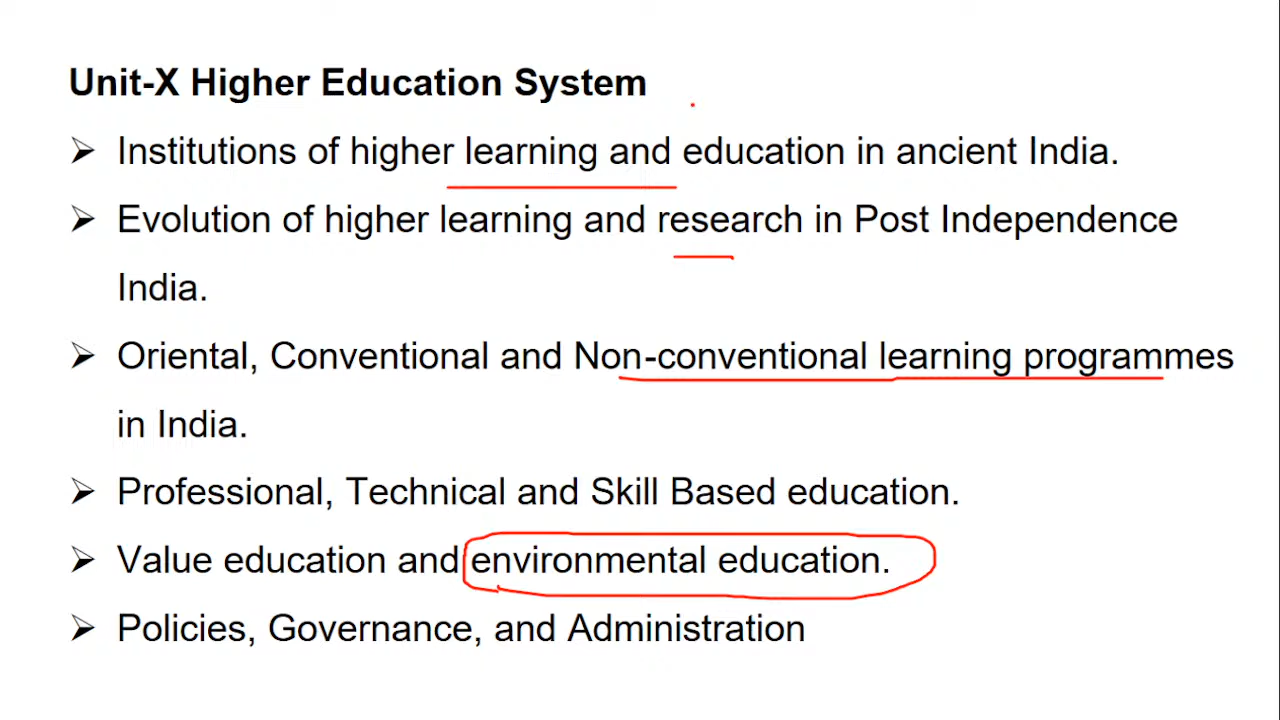 Unit-X Higher Education System
➢ Institutions of higher learning and education in ancient India.
➢ Evolution of higher learning and research in Post Independence
India.
➢ Oriental, Conventional and Non-conventional learning programmes
in India.
➢ Professional, Technical and Skill Based education.
➢ Value education and environmental education.
➢ Policies, Governance, and Administration